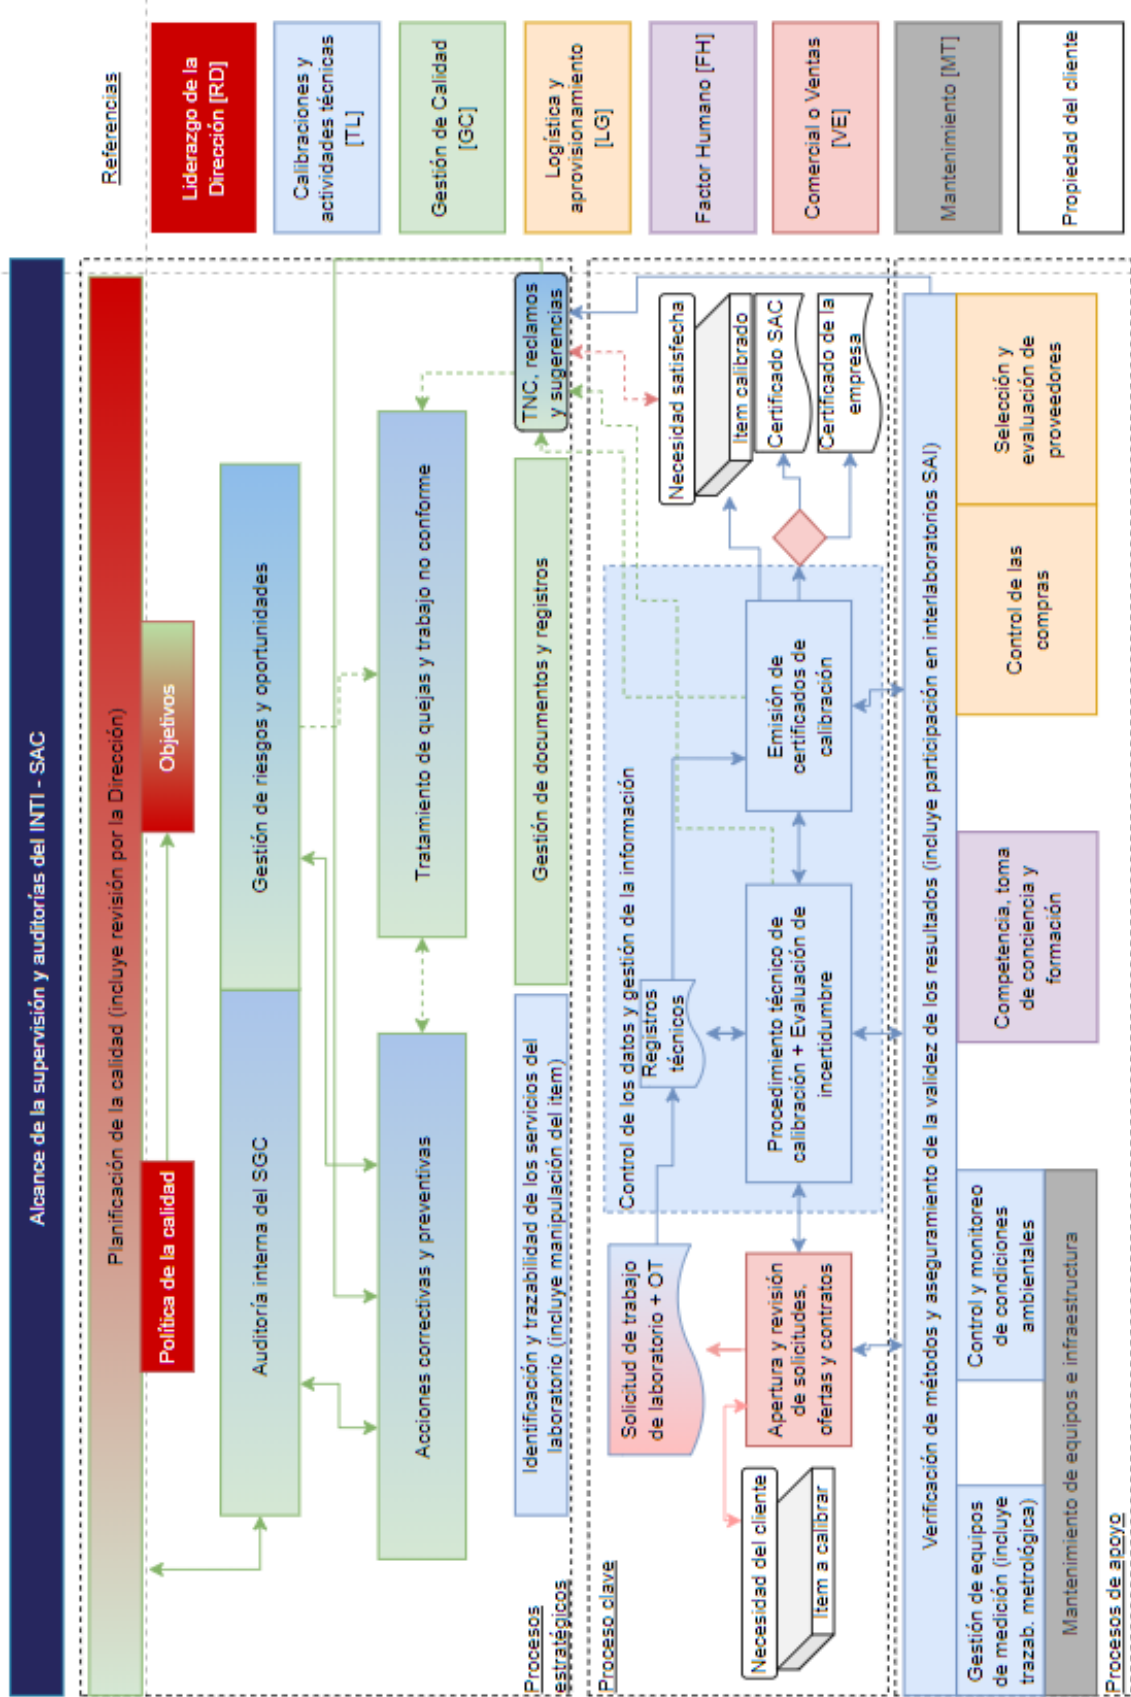 Alcance de la supervisión y auditorías del INTI - SAC
Planificación de la calidad (incluye revisión por la Dirección)
Política de la calidad
Objetivos
Auditoría interna del SGC
Gestión de riesgos y oportunidades
Acciones correctivas y preventivas
Tratamiento de quejas y trabajo no conforme
Identificación y trazabilidad de los servicios del
laboratorio (incluye manipulación del item)
Gestión de documentos y registros
TNC, reclamos
y sugerencias
Procesos
estratégicos
Proceso clave
Necesidad del cliente
Item a calibrar
Solicitud de trabajo
de laboratorio + OT
Apertura y revisión
de solicitudes,
ofertas y contratos
Control de los datos y gestión de la información
Registros
técnicos
Procedimiento técnico de
calibración + Evaluación de
incertidumbre
Emisión de
certificados de
calibración
Necesidad satisfecha
Item calibrado
Certificado SAC
Certificado de la
empresa
Verificación de métodos y aseguramiento de la validez de los resultados (incluye participación en interlaboratorios SAI)
Gestión de equipos
de medición (incluye
trazab. metrológica)
Control y monitoreo
de condiciones
ambientales
Mantenimiento de equipos e infraestructura
Competencia, toma
de conciencia y
formación
Control de las
compras
Selección y
evaluación de
proveedores
Procesos de apoyo
Referencias
Liderazgo de la
Dirección [RD]
Calibraciones y
actividades técnicas
[TL]
Gestión de Calidad
[GC]
Logística y
aprovisionamiento
[LG]
Factor Humano [FH]
Comercial o Ventas
[VE]
Mantenimiento [MT]
Propiedad del cliente